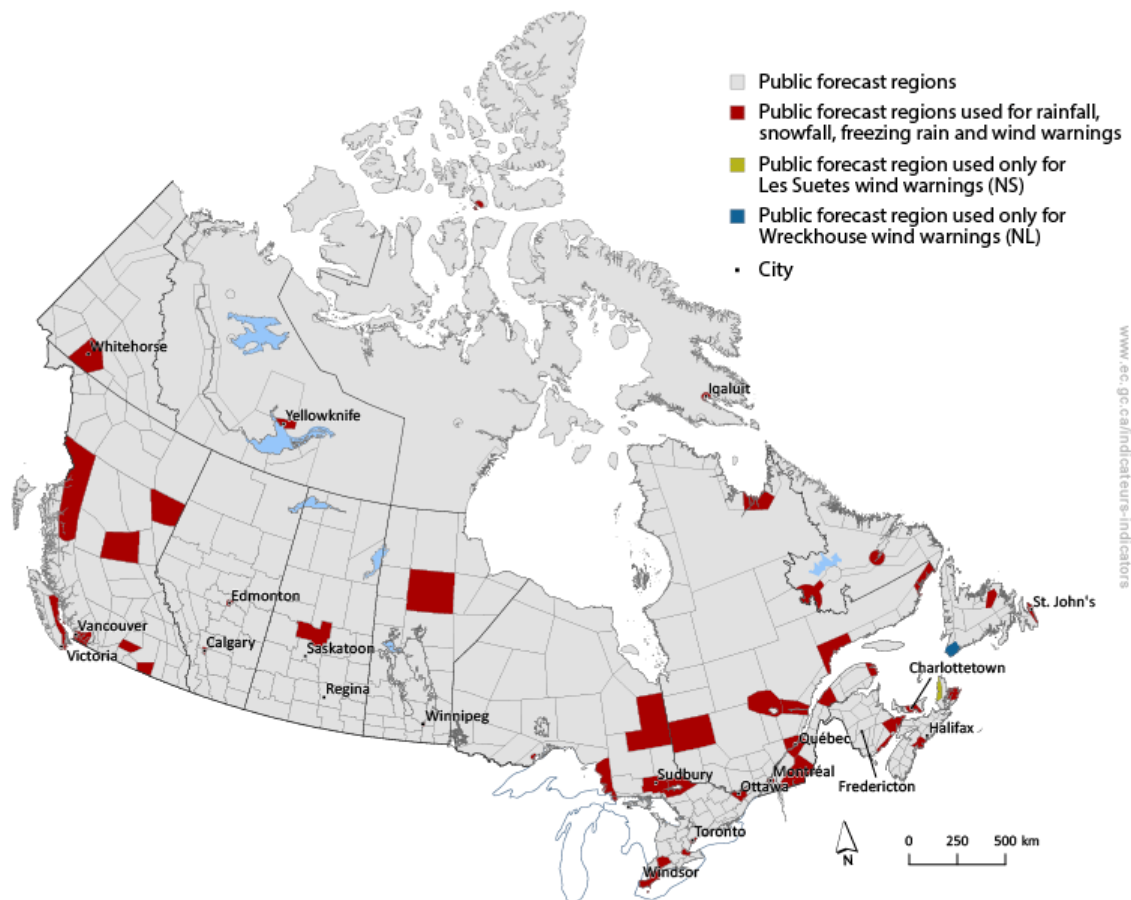 Public forecast regions
Public forecast regions used for rainfall,
snowfall, freezing rain and wind warnings
Public forecast region used only for
Les Suetes wind warnings (NS)
Public forecast region used only for
Wreckhouse wind warnings (NL)
City
Whitehorse
Yellowknife
Iqaluit
Edmonton
Vancouver
Victoria
Calgary
Saskatoon
Regina
Winnipeg
St. John's
Charlottetown
Halifax
Québec
Montréal
Fredericton
Sudbury
Ottawa
Toronto
Windsor
N
0 250 500 km
www.ec.gc.ca/indicateurs-indicators